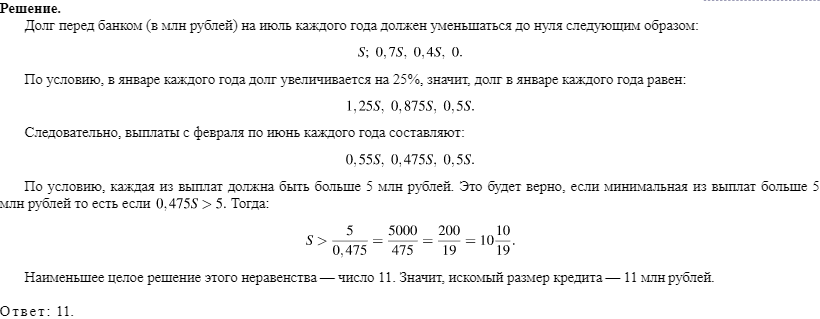 Решение.
Долг перед банком (в млн рублей) на июль каждого года должен уменьшаться до нуля следующим образом:
S; 0,7S, 0,4S, 0.
По условию, в январе каждого года долг увеличивается на 25%, значит, долг в январе каждого года равен:
1,25S, 0,875S, 0,5S.
Следовательно, выплаты с февраля по июнь каждого года составляют:
0,55S, 0,475S, 0,5S.
По условию, каждая из выплат должна быть больше 5 млн рублей. Это будет верно, если минимальная из выплат больше 5
млн рублей то есть если 0,475S > 5. Тогда:
S > 5/0,475 = 5000/475 = 200/19 = 10 10/19.
Наименьшее целое решение этого неравенства — число 11. Значит, искомый размер кредита — 11 млн рублей.
Ответ: 11.